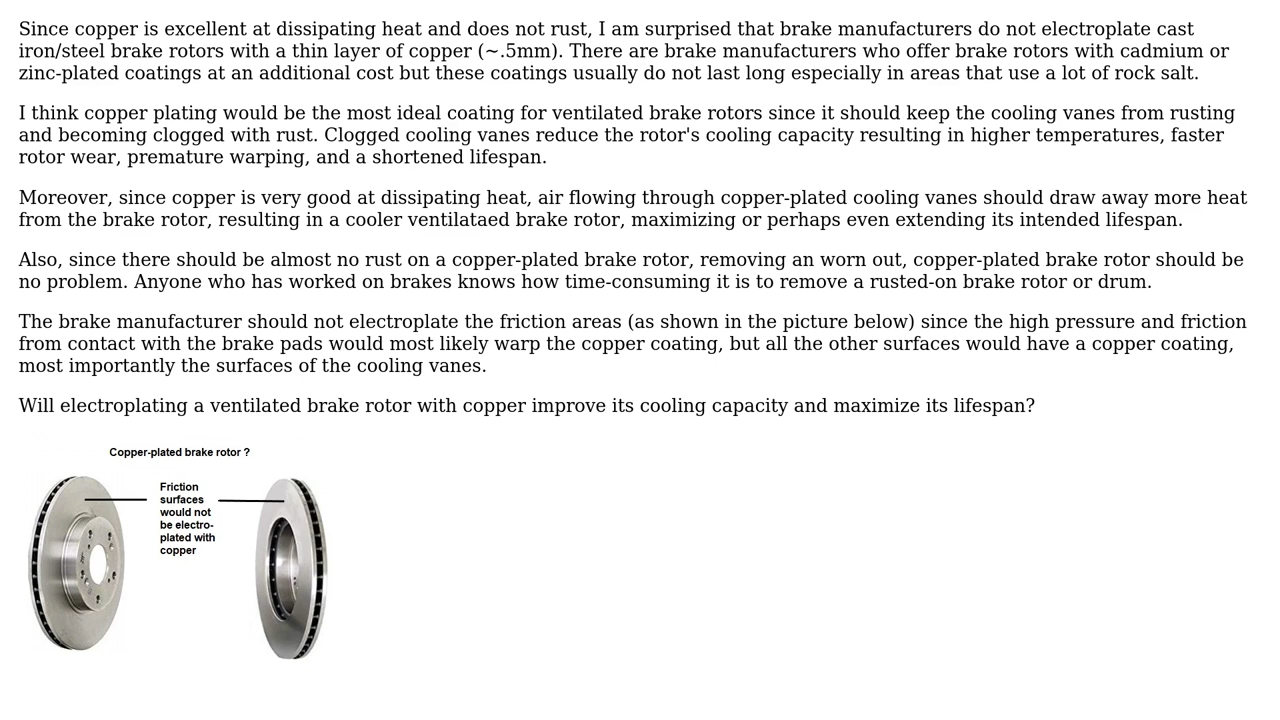 Since copper is excellent at dissipating heat and does not rust, I am surprised that brake manufacturers do not electroplate cast
iron/steel brake rotors with a thin layer of copper (~.5mm). There are brake manufacturers who offer brake rotors with cadmium or
zinc-plated coatings at an additional cost but these coatings usually do not last long especially in areas that use a lot of rock salt.
I think copper plating would be the most ideal coating for ventilated brake rotors since it should keep the cooling vanes from rusting
and becoming clogged with rust. Clogged cooling vanes reduce the rotor's cooling capacity resulting in higher temperatures, faster
rotor wear, premature warping, and a shortened lifespan.
Moreover, since copper is very good at dissipating heat, air flowing through copper-plated cooling vanes should draw away more heat
from the brake rotor, resulting in a cooler ventilataed brake rotor, maximizing or perhaps even extending its intended lifespan.
Also, since there should be almost no rust on a copper-plated brake rotor, removing an worn out, copper-plated brake rotor should be
no problem. Anyone who has worked on brakes knows how time-consuming it is to remove a rusted-on brake rotor or drum.
The brake manufacturer should not electroplate the friction areas (as shown in the picture below) since the high pressure and friction
from contact with the brake pads would most likely warp the copper coating, but all the other surfaces would have a copper coating,
most importantly the surfaces of the cooling vanes.
Will electroplating a ventilated brake rotor with copper improve its cooling capacity and maximize its lifespan?
Copper-plated brake rotor ?
Friction
surfaces
would not
be electro-
plated with
copper